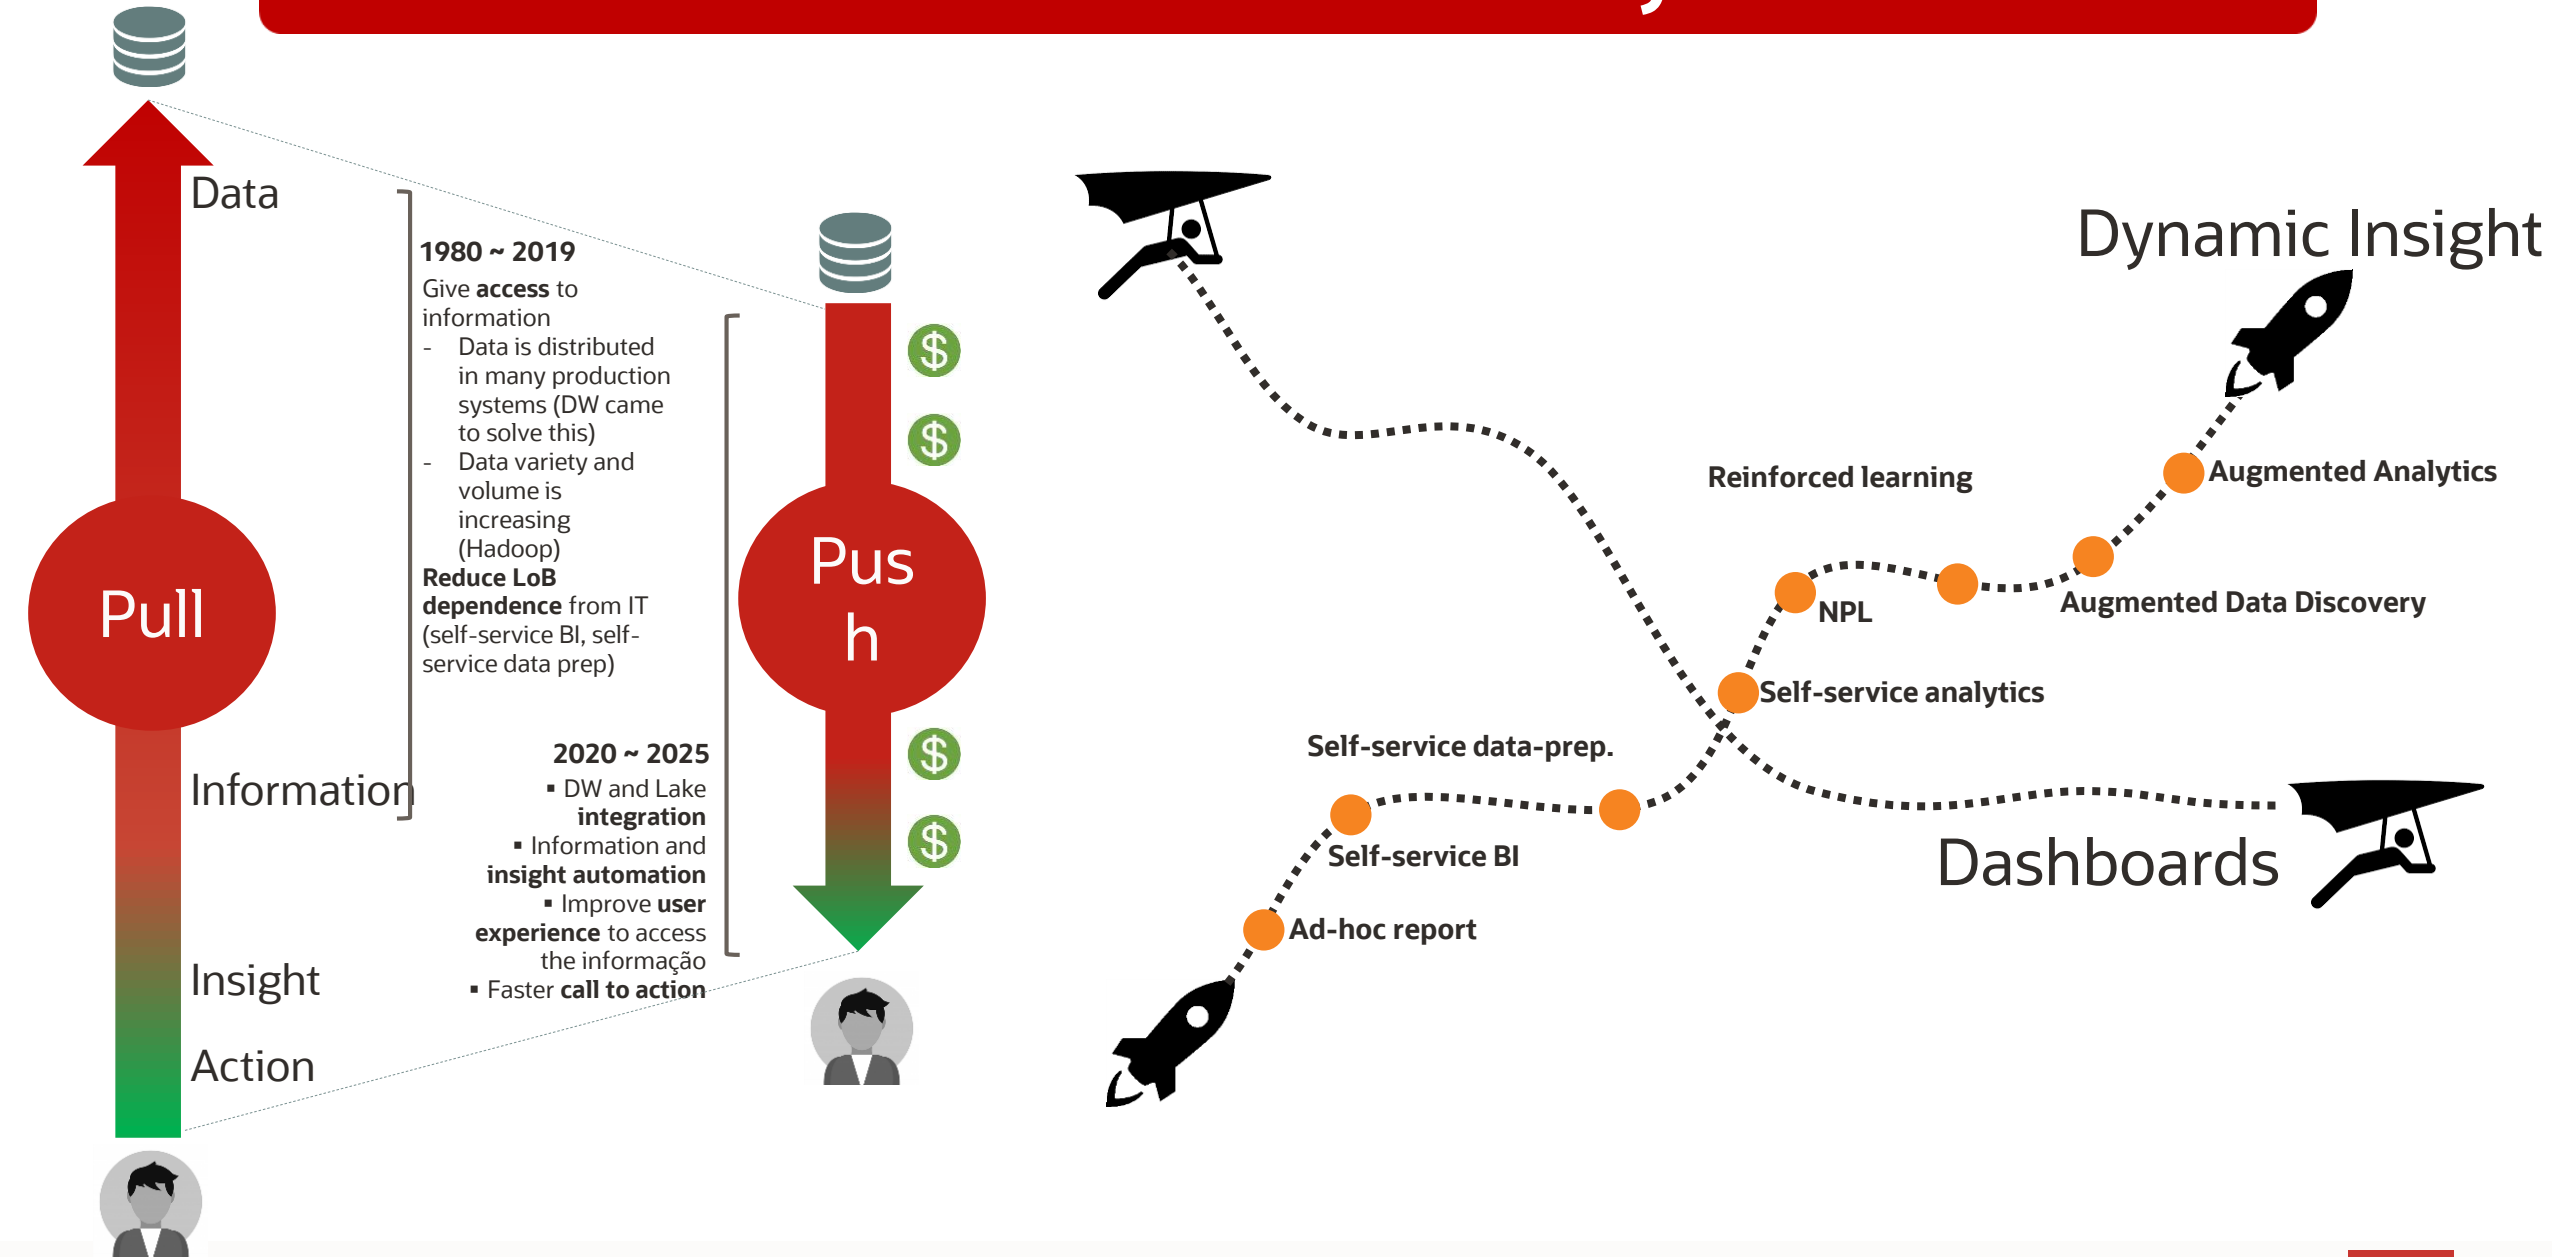 Data
1980 ~ 2019
Give access to
information
- Data is distributed
in many production
systems (DW came
to solve this)
- Data variety and
volume is
increasing
(Hadoop)
Reduce LoB
dependence from IT
(self-service BI, self-
service data prep)
Pull
Information
Insight
Action
2020 ~ 2025
▪ DW and Lake
integration
▪ Information and
insight automation
▪ Improve user
experience to access
the informação
▪ Faster call to action
$
$
Pus
h
$
$
Dynamic Insight
Augmented Analytics
Reinforced learning
Augmented Data Discovery
NPL
Self-service analytics
Self-service data-prep.
Self-service BI
Ad-hoc report
Dashboards